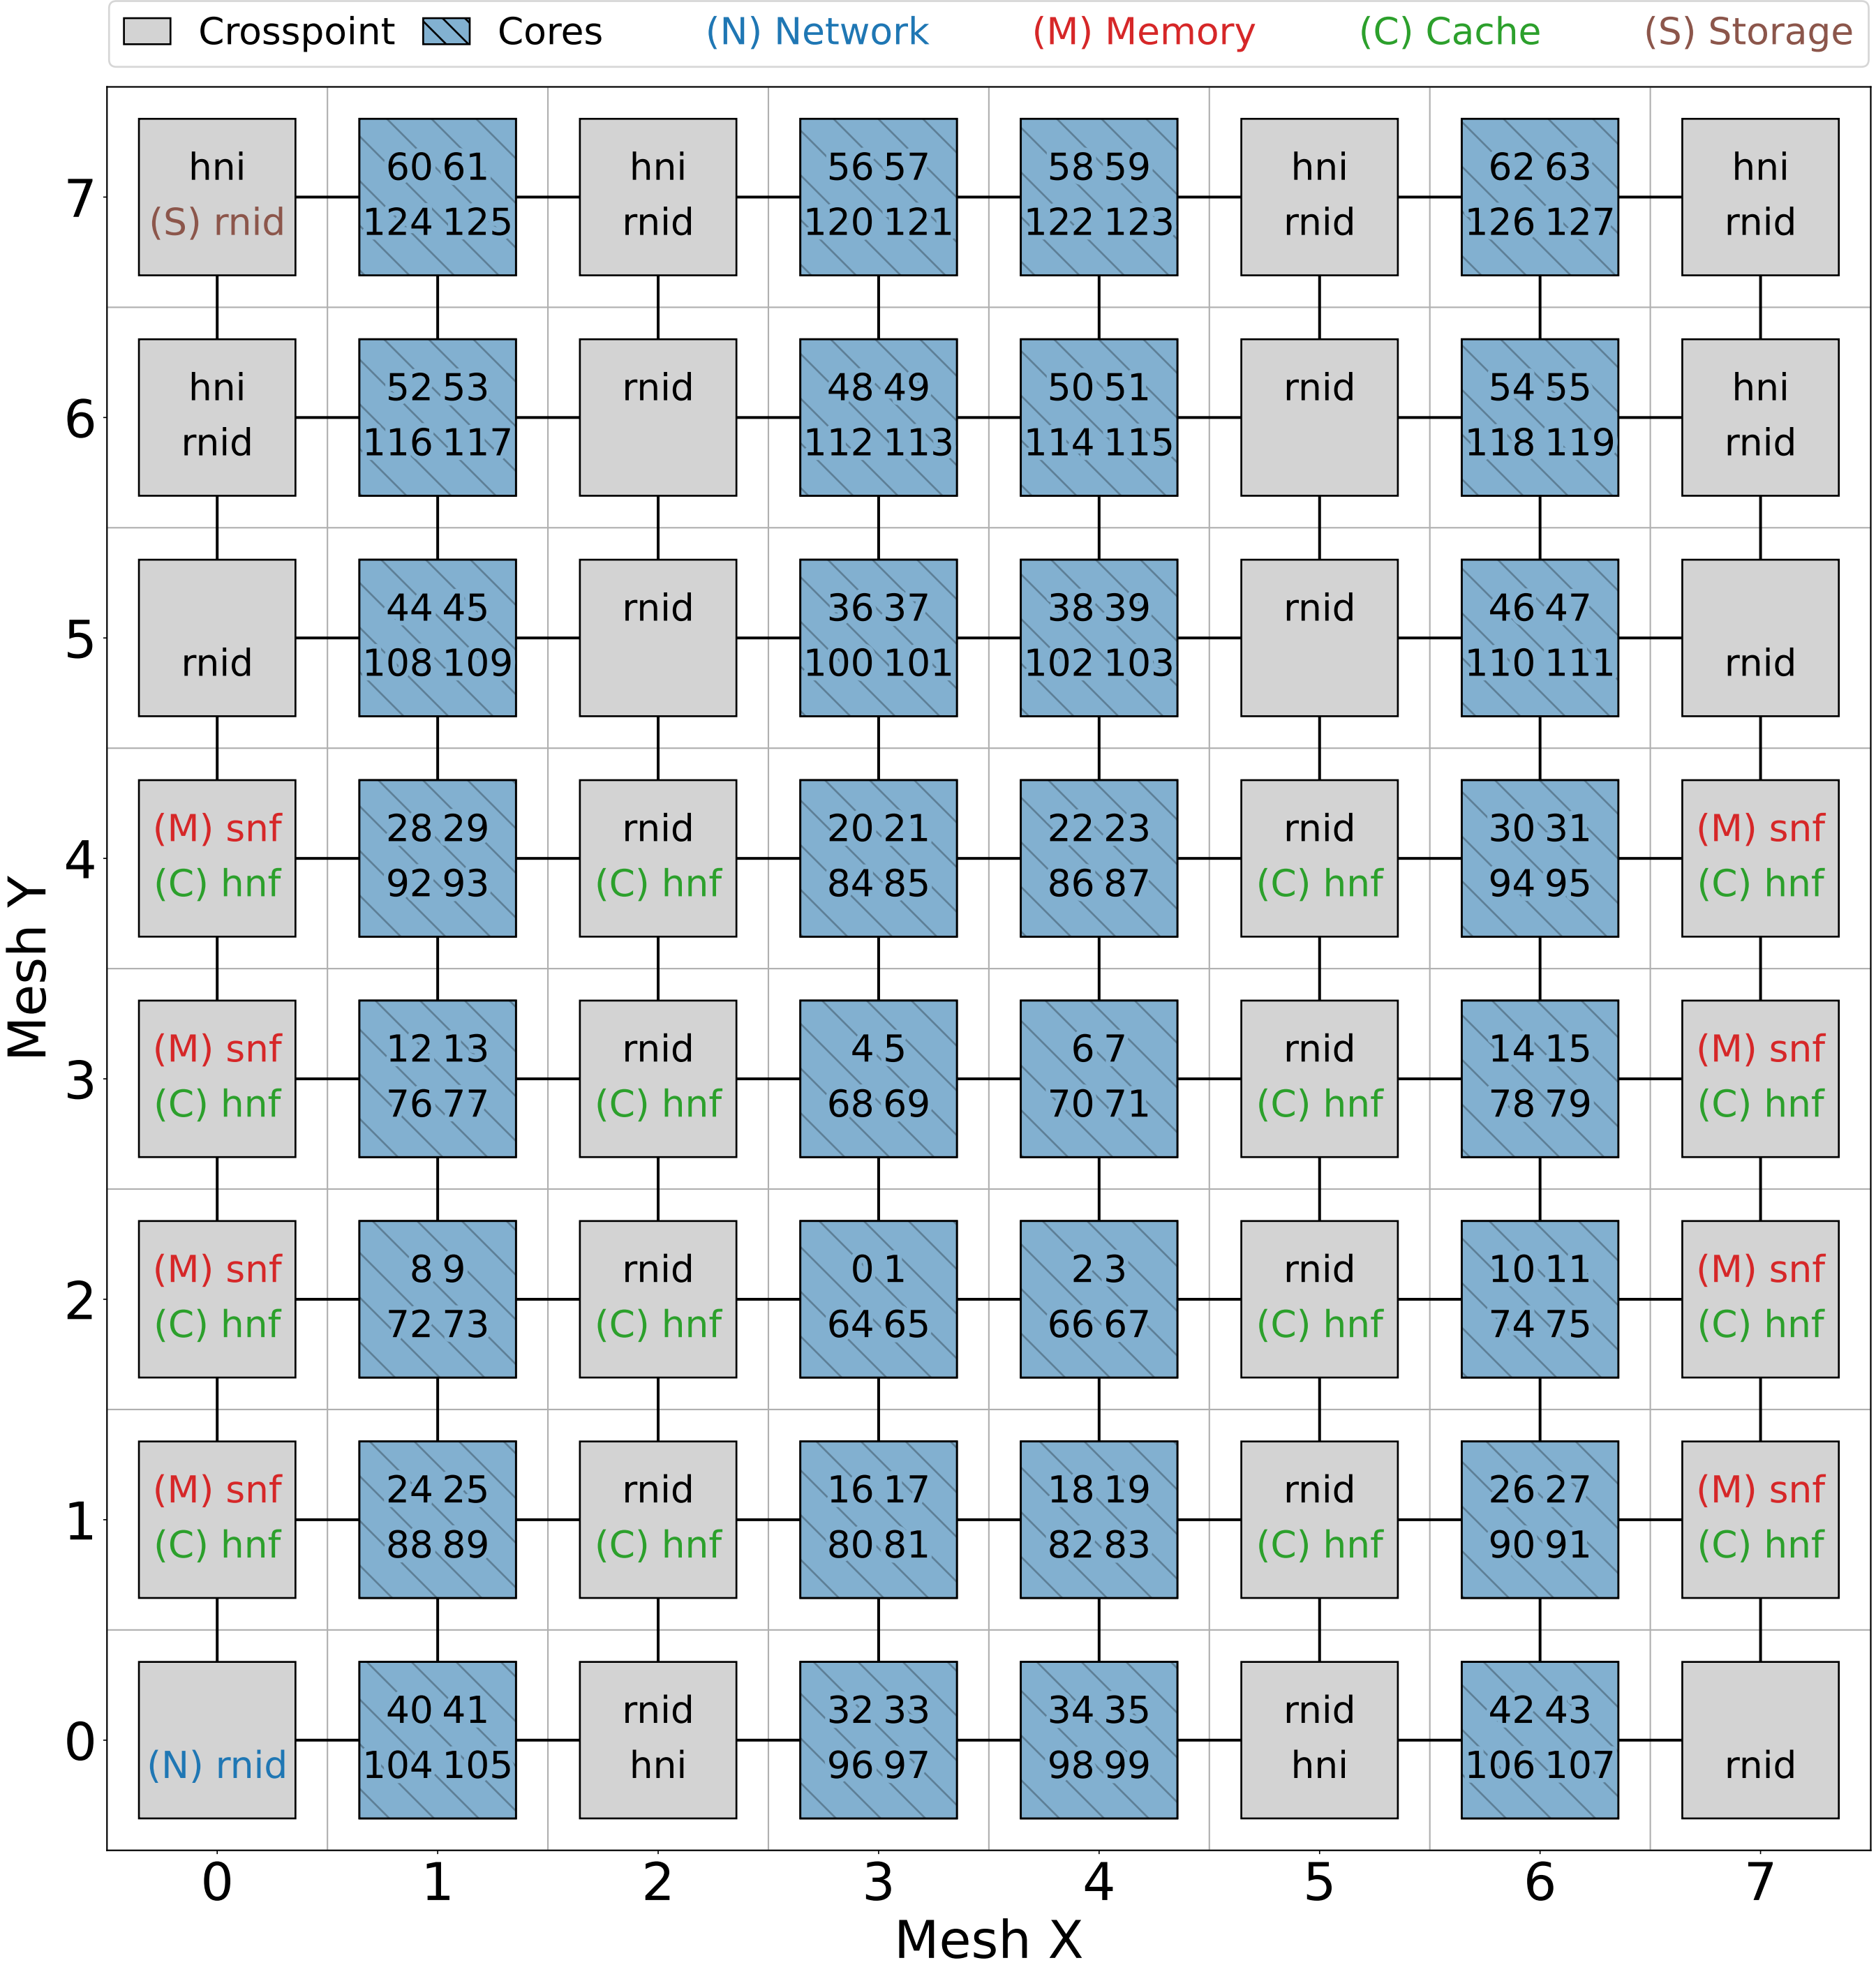 Crosspoint Cores (N) Network (M) Memory (C) Cache (S) Storage
7
hni 60 61 hni 56 57 58 59 hni 62 63 hni
(S) rnid 124 125 rnid 120 121 122 123 rnid 126 127 rnid
6
hni 52 53 rnid 48 49 50 51 rnid 54 55 hni
rnid 116 117 112 113 114 115 118 119 rnid
5
44 45 rnid 36 37 38 39 rnid 46 47
rnid 108 109 100 101 102 103 110 111 rnid
4
(M) snf 28 29 rnid 20 21 22 23 rnid 30 31 (M) snf
(C) hnf 92 93 (C) hnf 84 85 86 87 (C) hnf 94 95 (C) hnf
Mesh Y
3
(M) snf 12 13 rnid 4 5 6 7 rnid 14 15 (M) snf
(C) hnf 76 77 (C) hnf 68 69 70 71 (C) hnf 78 79 (C) hnf
2
(M) snf 8 9 rnid 0 1 2 3 rnid 10 11 (M) snf
(C) hnf 72 73 (C) hnf 64 65 66 67 (C) hnf 74 75 (C) hnf
1
(M) snf 24 25 rnid 16 17 18 19 rnid 26 27 (M) snf
(C) hnf 88 89 (C) hnf 80 81 82 83 (C) hnf 90 91 (C) hnf
0
40 41 rnid 32 33 34 35 rnid 42 43
(N) rnid 104 105 hni 96 97 98 99 hni 106 107 rnid
0 1 2 3 4 5 6 7
Mesh X